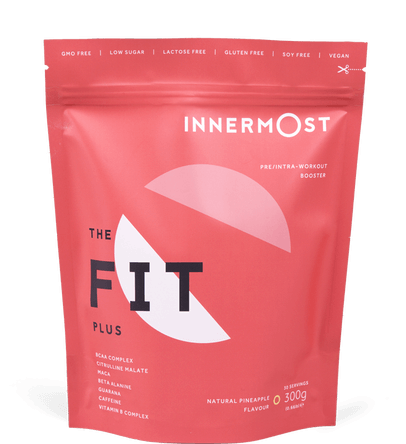 GMO FREE | LOW SUGAR | LACTOSE FREE | GLUTEN FREE | SOY FREE | VEGAN
INNERMOST
PRE/INTRA-WORKOUT
BOOSTER
THE
FIT
PLUS
BCAA COMPLEX
CITRULLINE MALATE
MACA
BETA ALANINE
GUARANA
CAFFEINE
VITAMIN B COMPLEX
NATURAL PINEAPPLE
FLAVOUR
SERVINGS
300g